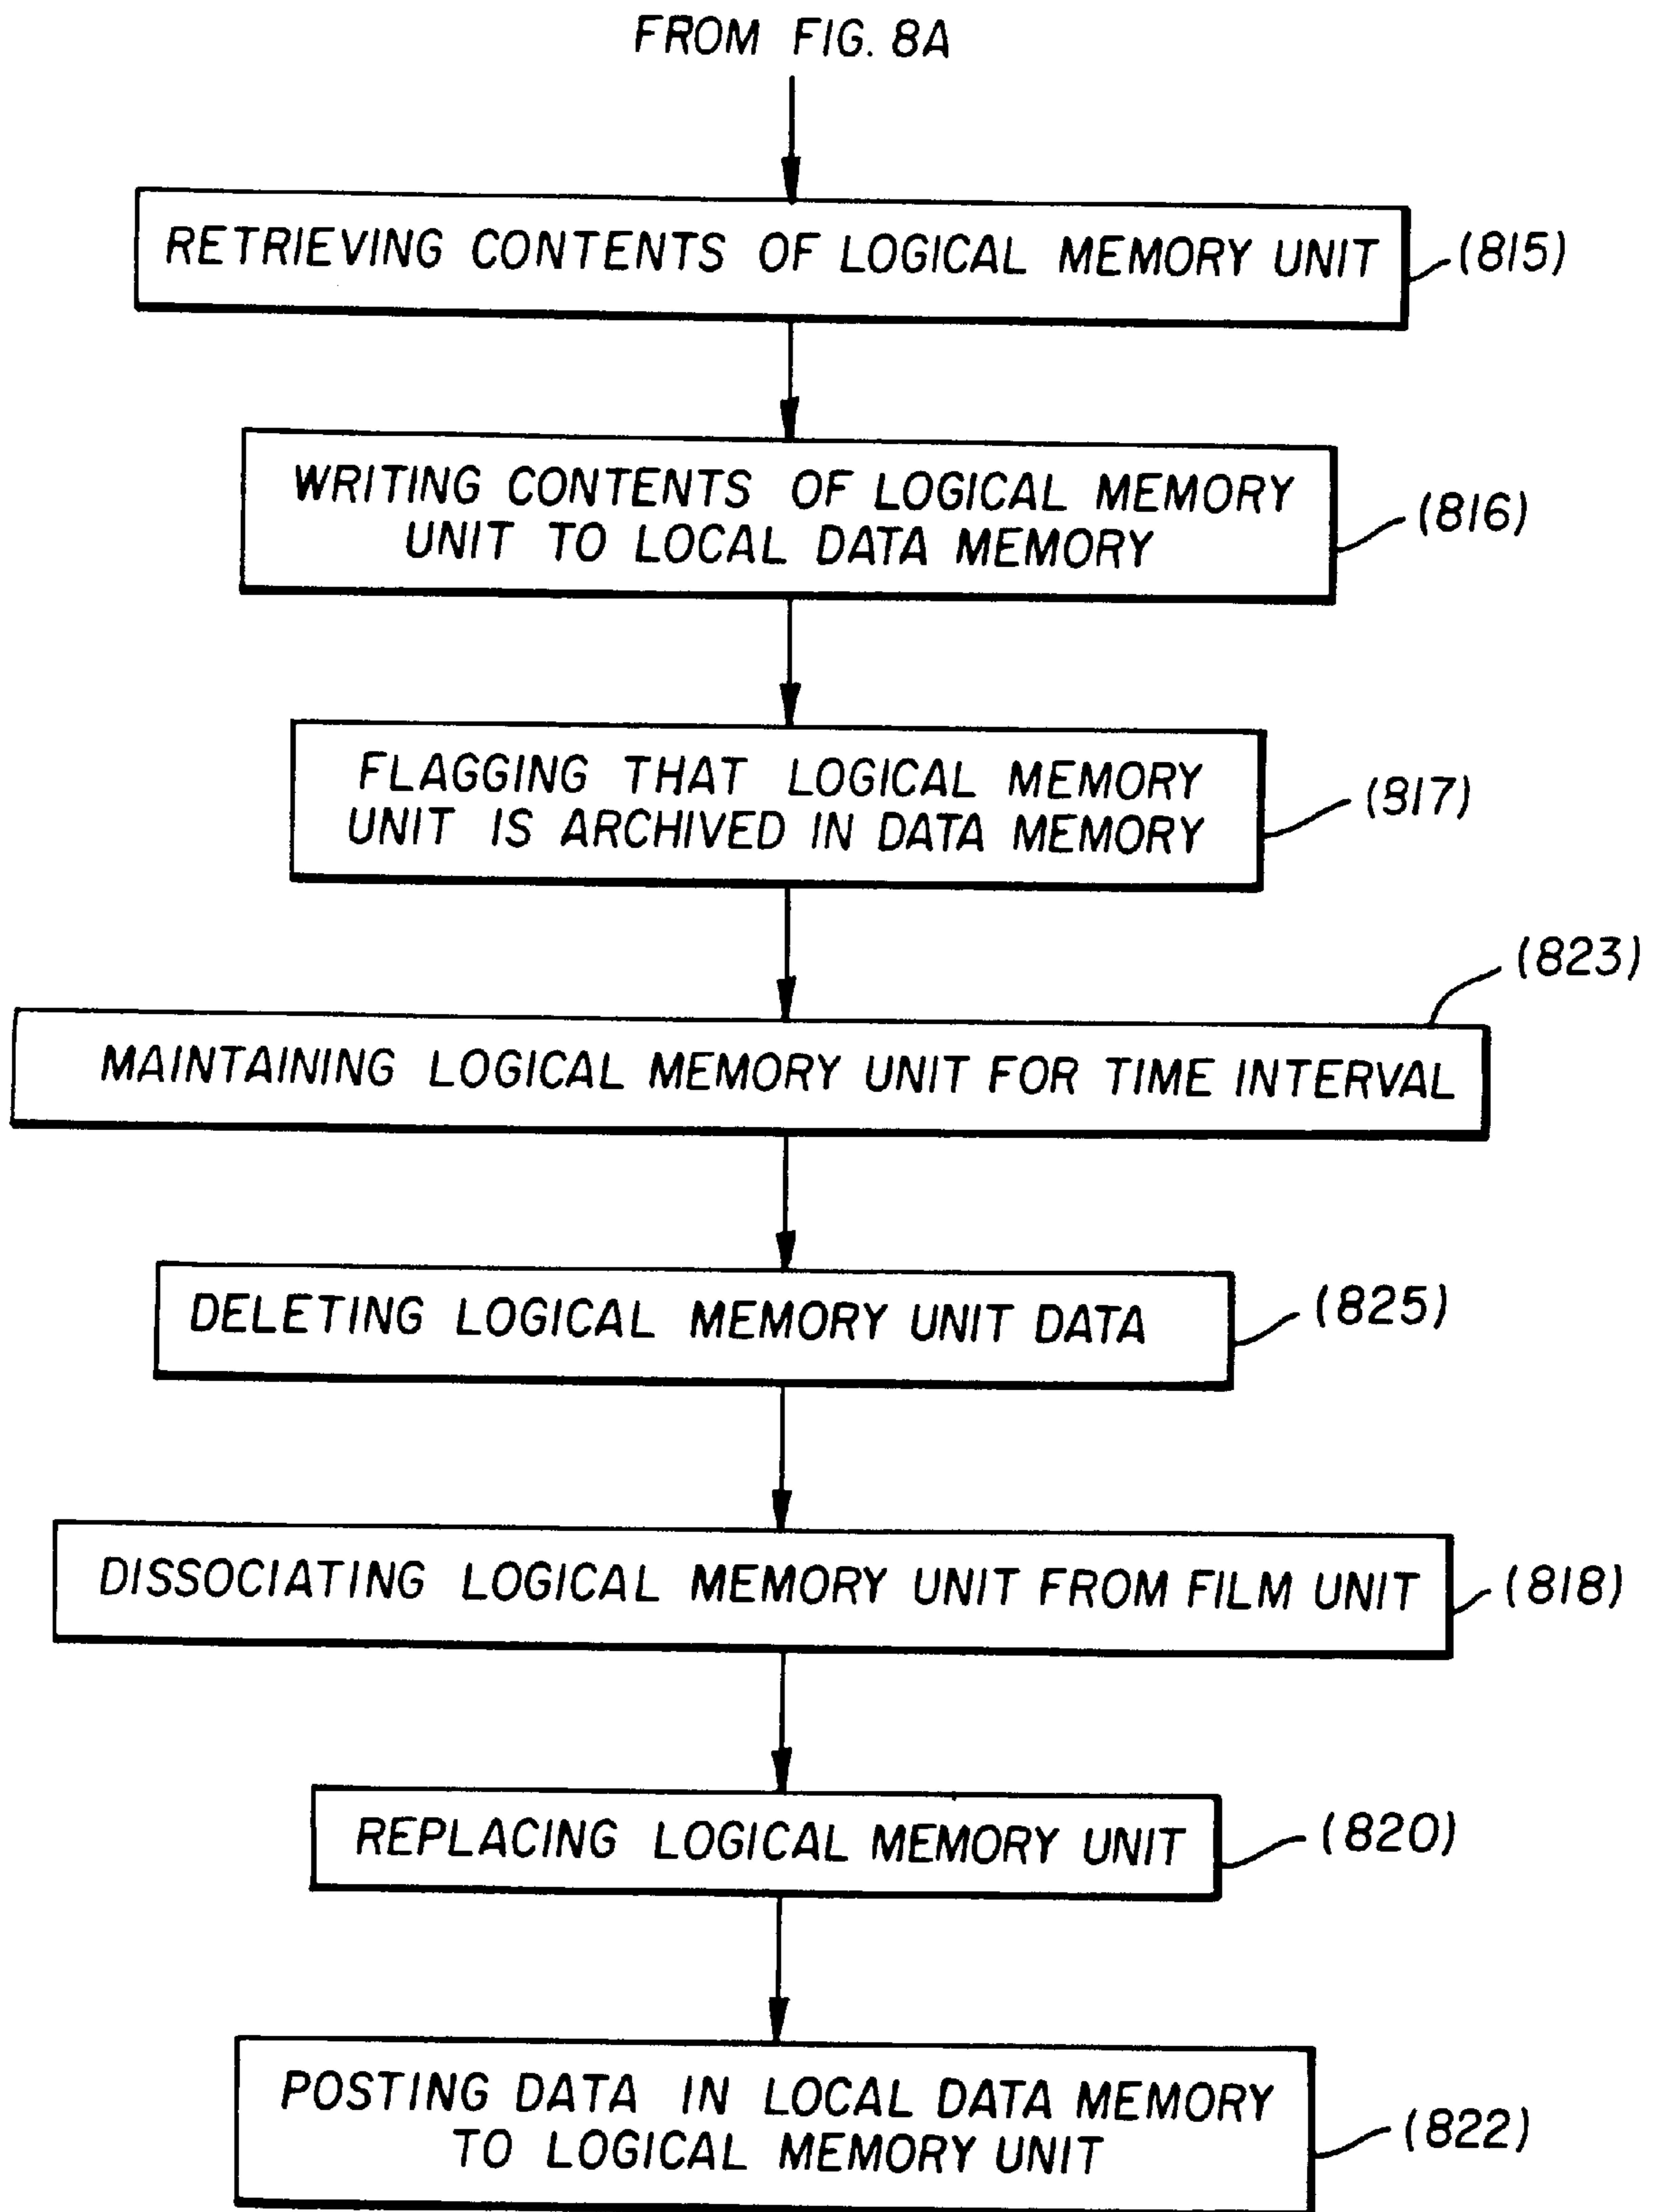 FROM FIG. 8A
RETRIEVING CONTENTS OF LOGICAL MEMORY UNIT
(815)
WRITING CONTENTS OF LOGICAL MEMORY
UNIT TO LOCAL DATA MEMORY
(816)
FLAGGING THAT LOGICAL MEMORY
UNIT IS ARCHIVED IN DATA MEMORY
(817)
(823)
MAINTAINING LOGICAL MEMORY UNIT FOR TIME INTERVAL
DELETING LOGICAL MEMORY UNIT DATA
(825)
DISSOCIATING LOGICAL MEMORY UNIT FROM FILM UNIT
(818)
REPLACING LOGICAL MEMORY UNIT
(820)
POSTING DATA IN LOCAL DATA MEMORY
TO LOGICAL MEMORY UNIT
(822)